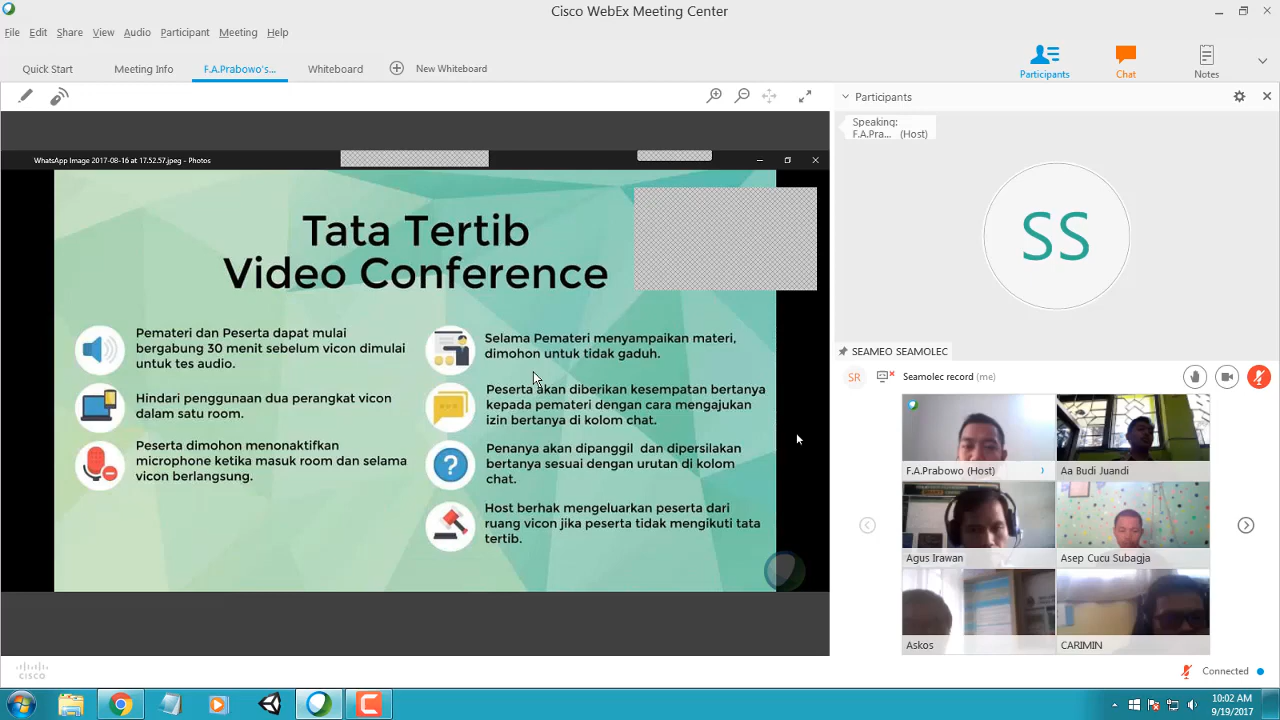 Cisco WebEx Meeting Center
File Edit Share View Audio Participant Meeting Help
Quick Start
Meeting Info
F.A.Prabowo's...
Whiteboard
New Whiteboard
Participants
Chat
Notes
WhatsApp Image 2017-08-16 at 17.52.57.jpeg - Photos
Tata Tertib
Video Conference
Pemateri dan Peserta dapat mulai
bergabung 30 menit sebelum vicon dimulai
untuk tes audio.
Hindari penggunaan dua perangkat vicon
dalam satu room.
Peserta dimohon menonaktifkan
microphone ketika masuk room dan selama
vicon berlangsung.
Selama Pemateri menyampaikan materi,
dimohon untuk tidak gaduh.
Peserta akan diberikan kesempatan bertanya
kepada pemateri dengan cara mengajukan
izin bertanya di kolom chat.
Penanya akan dipanggil dan dipersilakan
bertanya sesuai dengan urutan di kolom
chat.
Host berhak mengeluarkan peserta dari
ruang vicon jika peserta tidak mengikuti tata
tertib.
Participants
Speaking:
F.A.Pra... (Host)
SS
SEAMEO SEAMOLEC
SR
Seamolec record (me)
F.A.Prabowo (Host)
Aa Budi Juandi
Agus Irawan
Asep Cucu Subagja
Askos
CARIMIN
cisco
Connected
10:02 AM
9/19/2017